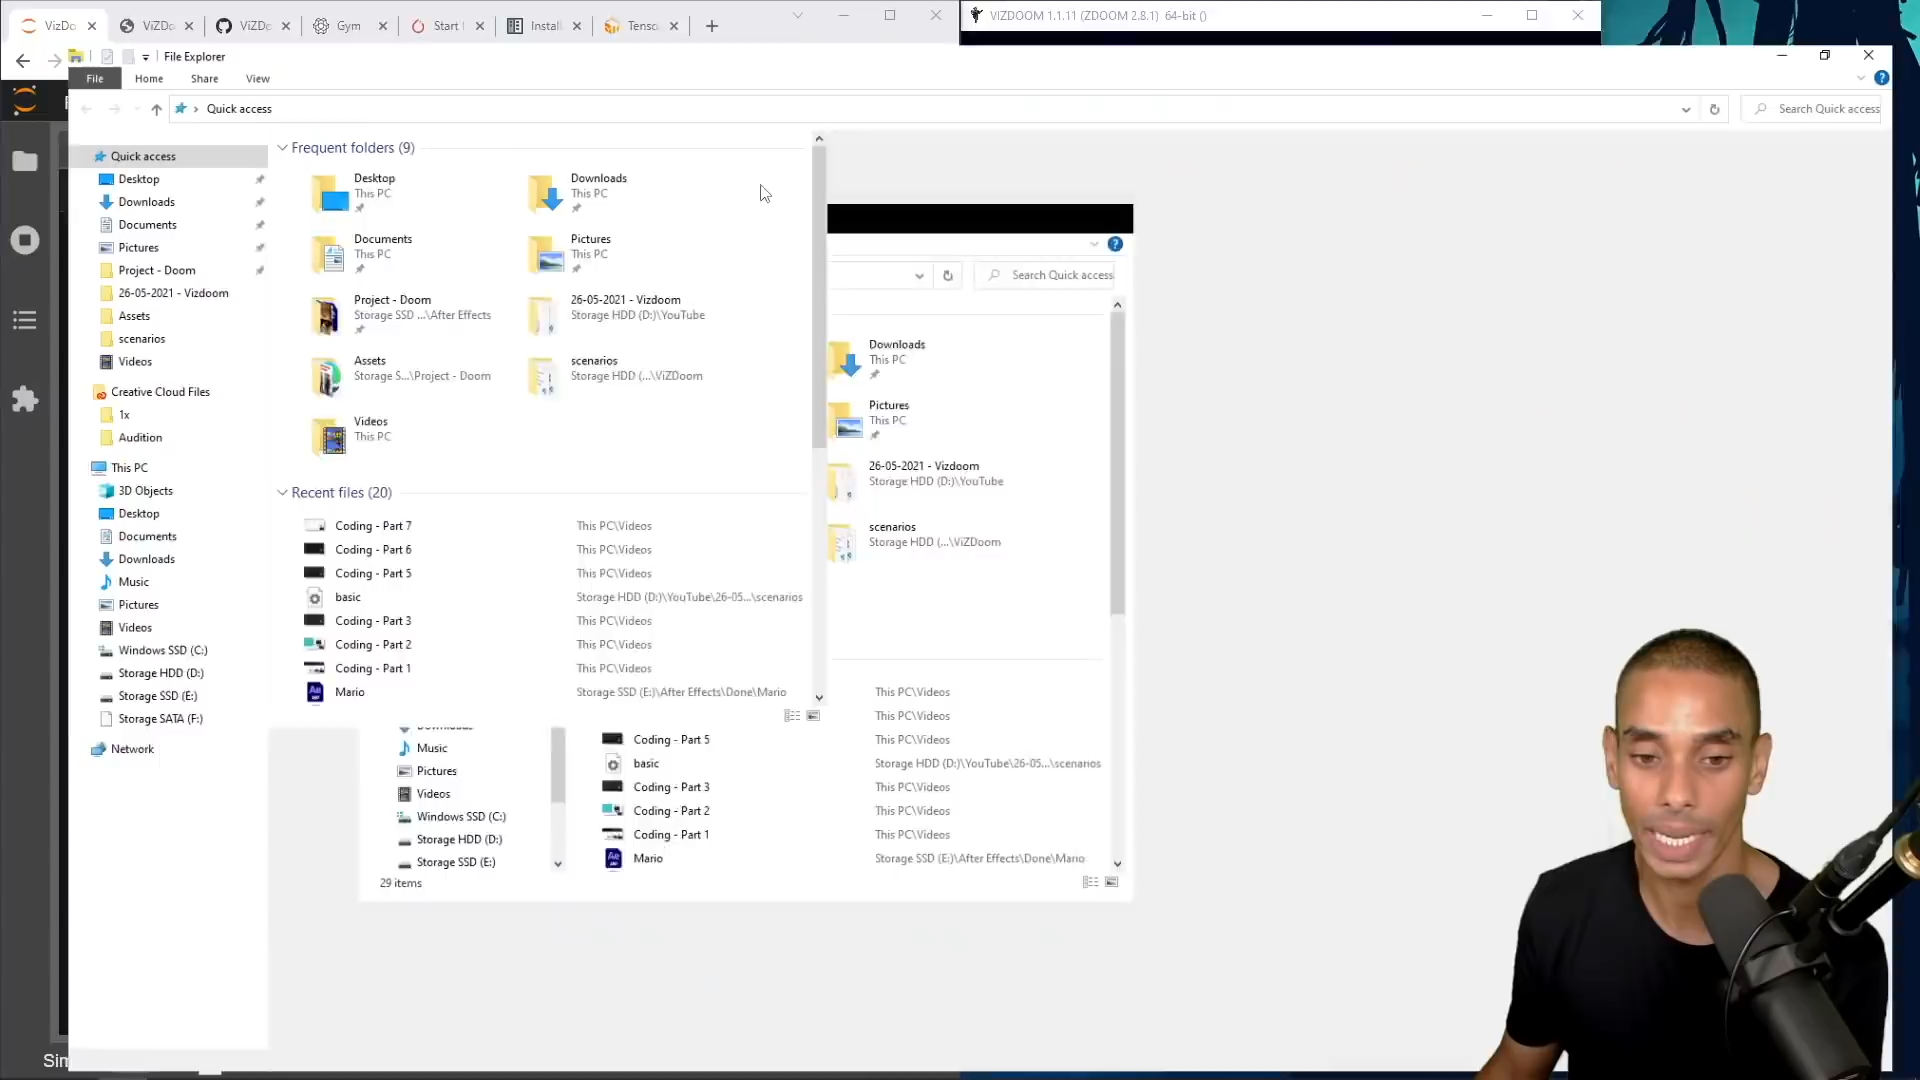 VizDo
ViZDo
ViZDo
Gym
Start
Install
Tenso
VIZDOOM 1.1.11 (ZDOOM 2.8.1) 64-bit ()
File Explorer
File
Home
Share
View
Quick access
Search Quick access
Quick access
Desktop
Downloads
Documents
Pictures
Project - Doom
26-05-2021 - Vizdoom
Assets
scenarios
Videos
Creative Cloud Files
1x
Audition
This PC
3D Objects
Desktop
Documents
Downloads
Music
Pictures
Videos
Windows SSD (C:)
Storage HDD (D:)
Storage SSD (E:)
Storage SATA (F:)
Network
Frequent folders (9)
Desktop
This PC
Downloads
This PC
Documents
This PC
Pictures
This PC
Project - Doom
Storage SSD ...\After Effects
26-05-2021 - Vizdoom
Storage HDD (D:)\YouTube
Assets
Storage S...\Project - Doom
scenarios
Storage HDD (...\ViZDoom
Videos
This PC
Recent files (20)
Coding - Part 7 This PC\Videos
Coding - Part 6 This PC\Videos
Coding - Part 5 This PC\Videos
basic Storage HDD (D:)\YouTube\26-05...\scenarios
Coding - Part 3 This PC\Videos
Coding - Part 2 This PC\Videos
Coding - Part 1 This PC\Videos
Mario Storage SSD (E:)\After Effects\Done\Mario
Search Quick access
Downloads
This PC
Pictures
This PC
26-05-2021 - Vizdoom
Storage HDD (D:)\YouTube
scenarios
Storage HDD (...\ViZDoom
This PC\Videos
This PC\Videos
Downloads
Music
Pictures
Videos
Windows SSD (C:)
Storage HDD (D:)
Storage SSD (E:)
Coding - Part 5 This PC\Videos
basic Storage HDD (D:)\YouTube\26-05...\scenarios
Coding - Part 3 This PC\Videos
Coding - Part 2 This PC\Videos
Coding - Part 1 This PC\Videos
Mario Storage SSD (E:)\After Effects\Done\Mario
29 items
Sim